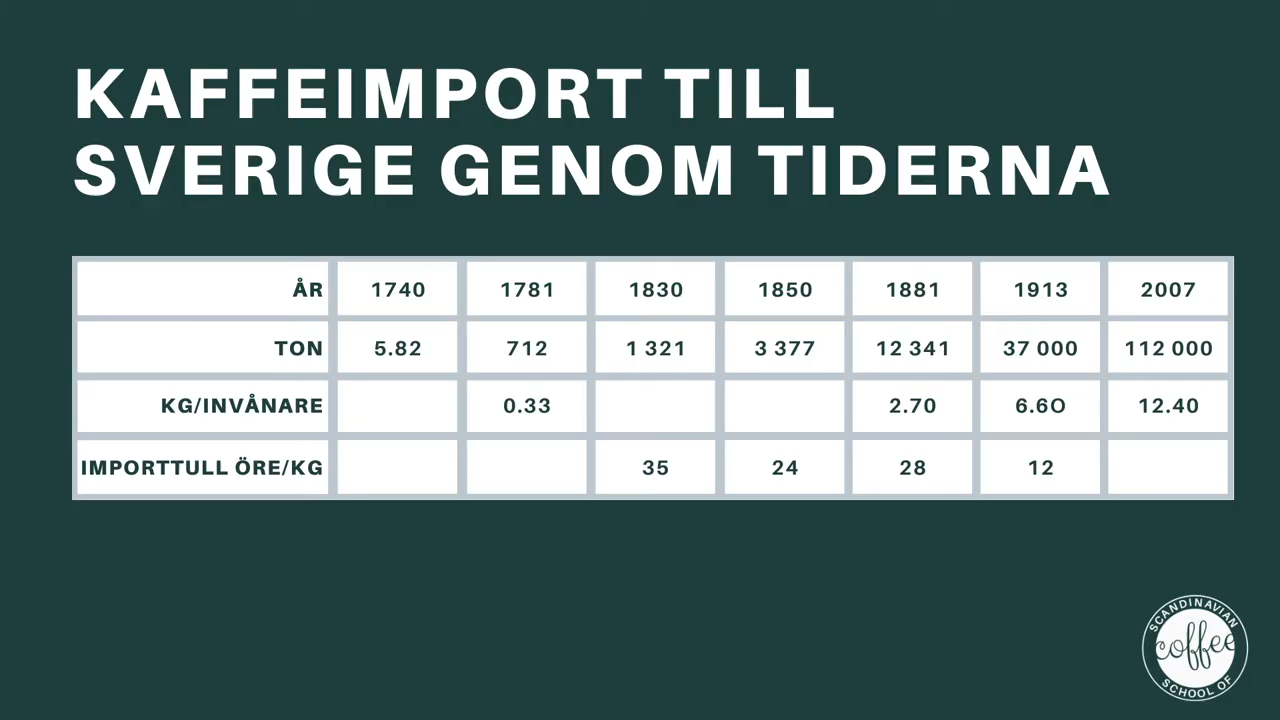 KAFFEIMPORT TILL
SVERIGE GENOM TIDERNA
ÅR 1740 1781 1830 1850 1881 1913 2007
TON 5.82 712 1 321 3 377 12 341 37 000 112 000
KG/INVÅNARE 0.33 2.70 6.6O 12.40
IMPORTTULL ÖRE/KG 35 24 28 12
SCANDINAVIAN
coffee
SCHOOL OF